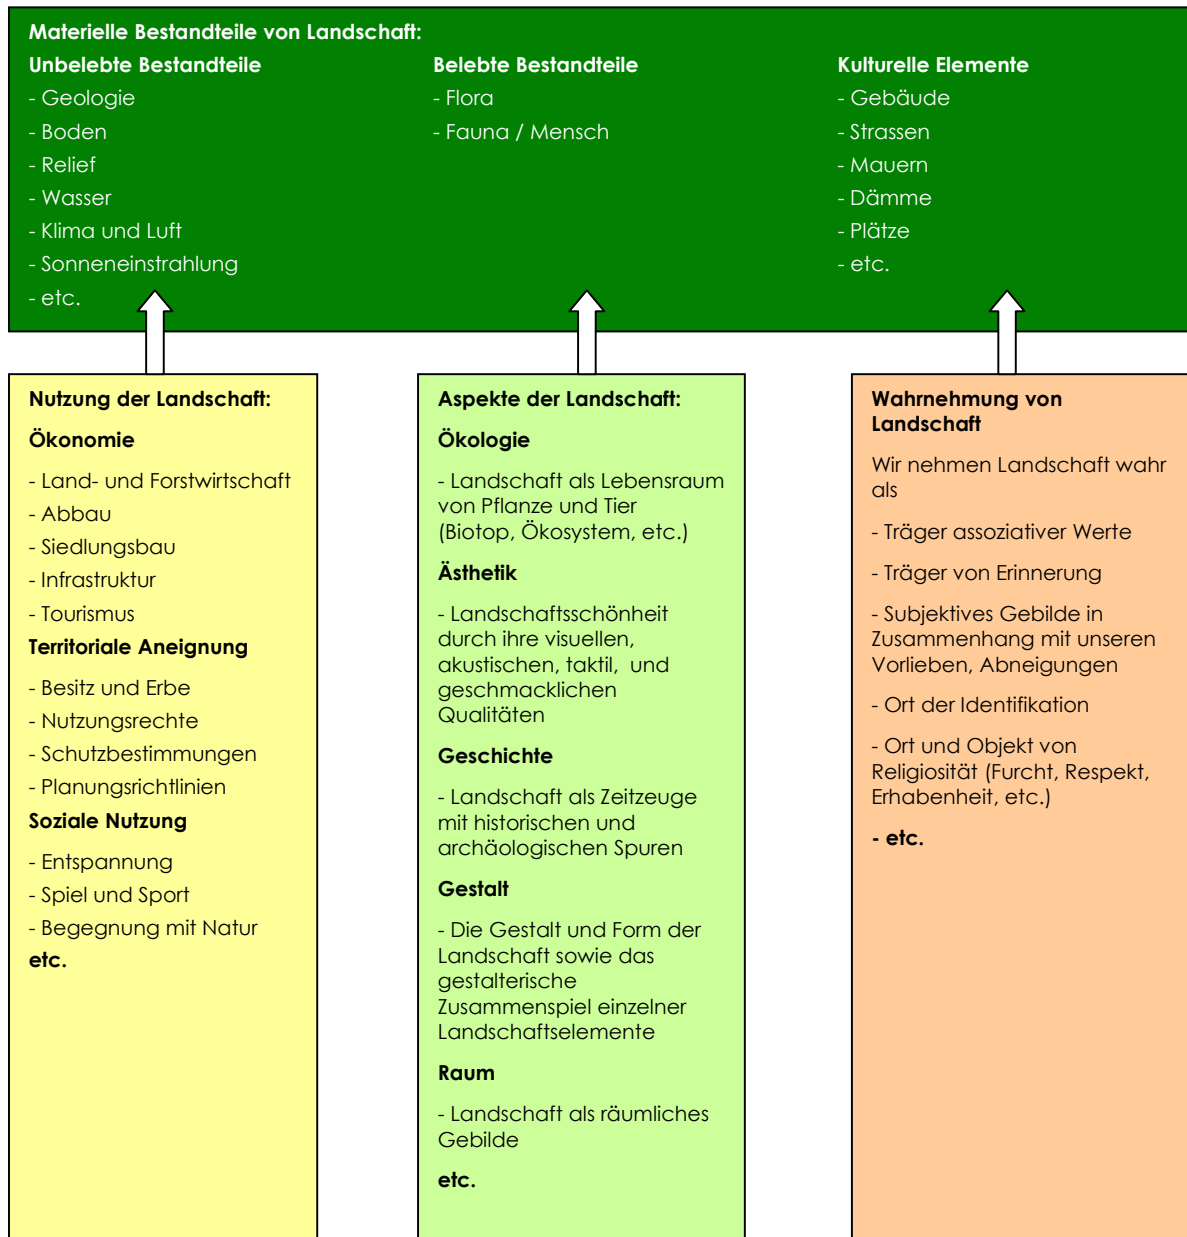 Materielle Bestandteile von Landschaft:
Unbelebte Bestandteile
- Geologie
- Boden
- Relief
- Wasser
- Klima und Luft
- Sonneneinstrahlung
- etc.
Belebte Bestandteile
- Flora
- Fauna / Mensch
Kulturelle Elemente
- Gebäude
- Strassen
- Mauern
- Dämme
- Plätze
- etc.
Nutzung der Landschaft:
Ökonomie
- Land- und Forstwirtschaft
- Abbau
- Siedlungsbau
- Infrastruktur
- Tourismus
Territoriale Aneignung
- Besitz und Erbe
- Nutzungsrechte
- Schutzbestimmungen
- Planungsrichtlinien
Soziale Nutzung
- Entspannung
- Spiel und Sport
- Begegnung mit Natur
etc.
Aspekte der Landschaft:
Ökologie
- Landschaft als Lebensraum
von Pflanze und Tier
(Biotop, Ökosystem, etc.)
Ästhetik
- Landschaftsschönheit
durch ihre visuellen,
akustischen, taktil, und
geschmacklichen
Qualitäten
Geschichte
- Landschaft als Zeitzeuge
mit historischen und
archäologischen Spuren
Gestalt
- Die Gestalt und Form der
Landschaft sowie das
gestalterische
Zusammenspiel einzelner
Landschaftselemente
Raum
- Landschaft als räumliches
Gebilde
etc.
Wahrnehmung von
Landschaft
Wir nehmen Landschaft wahr
als
- Träger assoziativer Werte
- Träger von Erinnerung
- Subjektives Gebilde in
Zusammenhang mit unseren
Vorlieben, Abneigungen
- Ort der Identifikation
- Ort und Objekt von
Religiosität (Furcht, Respekt,
Erhabenheit, etc.)
- etc.